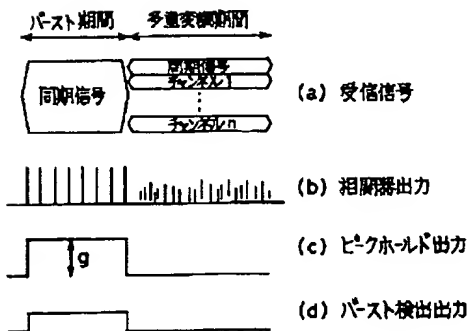 バースト期間 多重変調期間
同期信号
同期信号
チャンネル1
チャンネルn
(a) 受信信号
(b) 相関器出力
(c) ピークホールド出力
g
(d) バースト検出出力